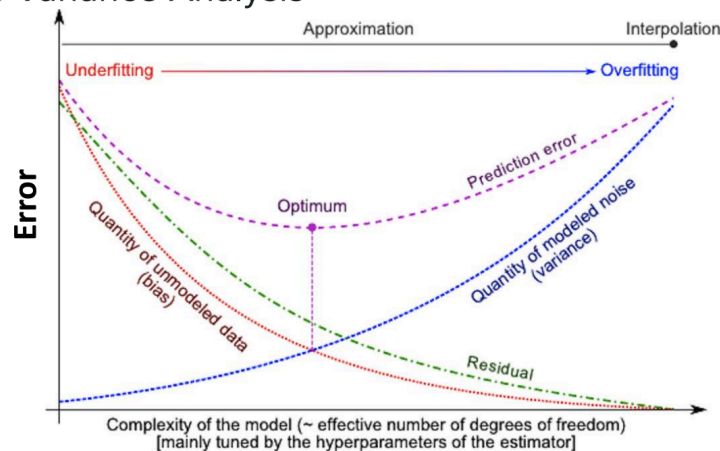 Variance Analysis
Approximation
Interpolation
Underfitting
Overfitting
Error
Prediction error
Optimum
Quantity of unmodeled data
(bias)
Quantity of modeled noise
(variance)
Residual
Complexity of the model (~ effective number of degrees of freedom)
[mainly tuned by the hyperparameters of the estimator]